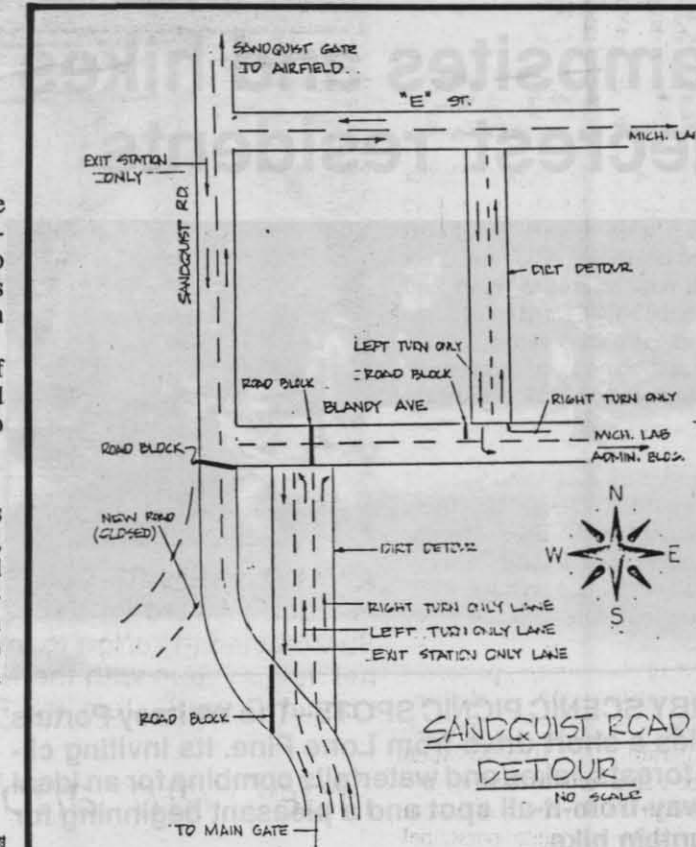 SANDQUIST GATE
TO AIRFIELD
"E" ST.
MICH. LAB
EXIT STATION
ONLY
SANDQUIST RD.
DIRT DETOUR
LEFT TURN ONLY
ROAD BLOCK
ROAD BLOCK
BLANDY AVE.
RIGHT TURN ONLY
MICH. LAB
ADMIN. BLDG.
ROAD BLOCK
NEW ROAD
(CLOSED)
N
W E
S
DIRT DETOUR
RIGHT TURN ONLY LANE
LEFT TURN ONLY LANE
EXIT STATION ONLY LANE
ROAD BLOCK
SANDQUIST ROAD
DETOUR
NO SCALE
TO MAIN GATE